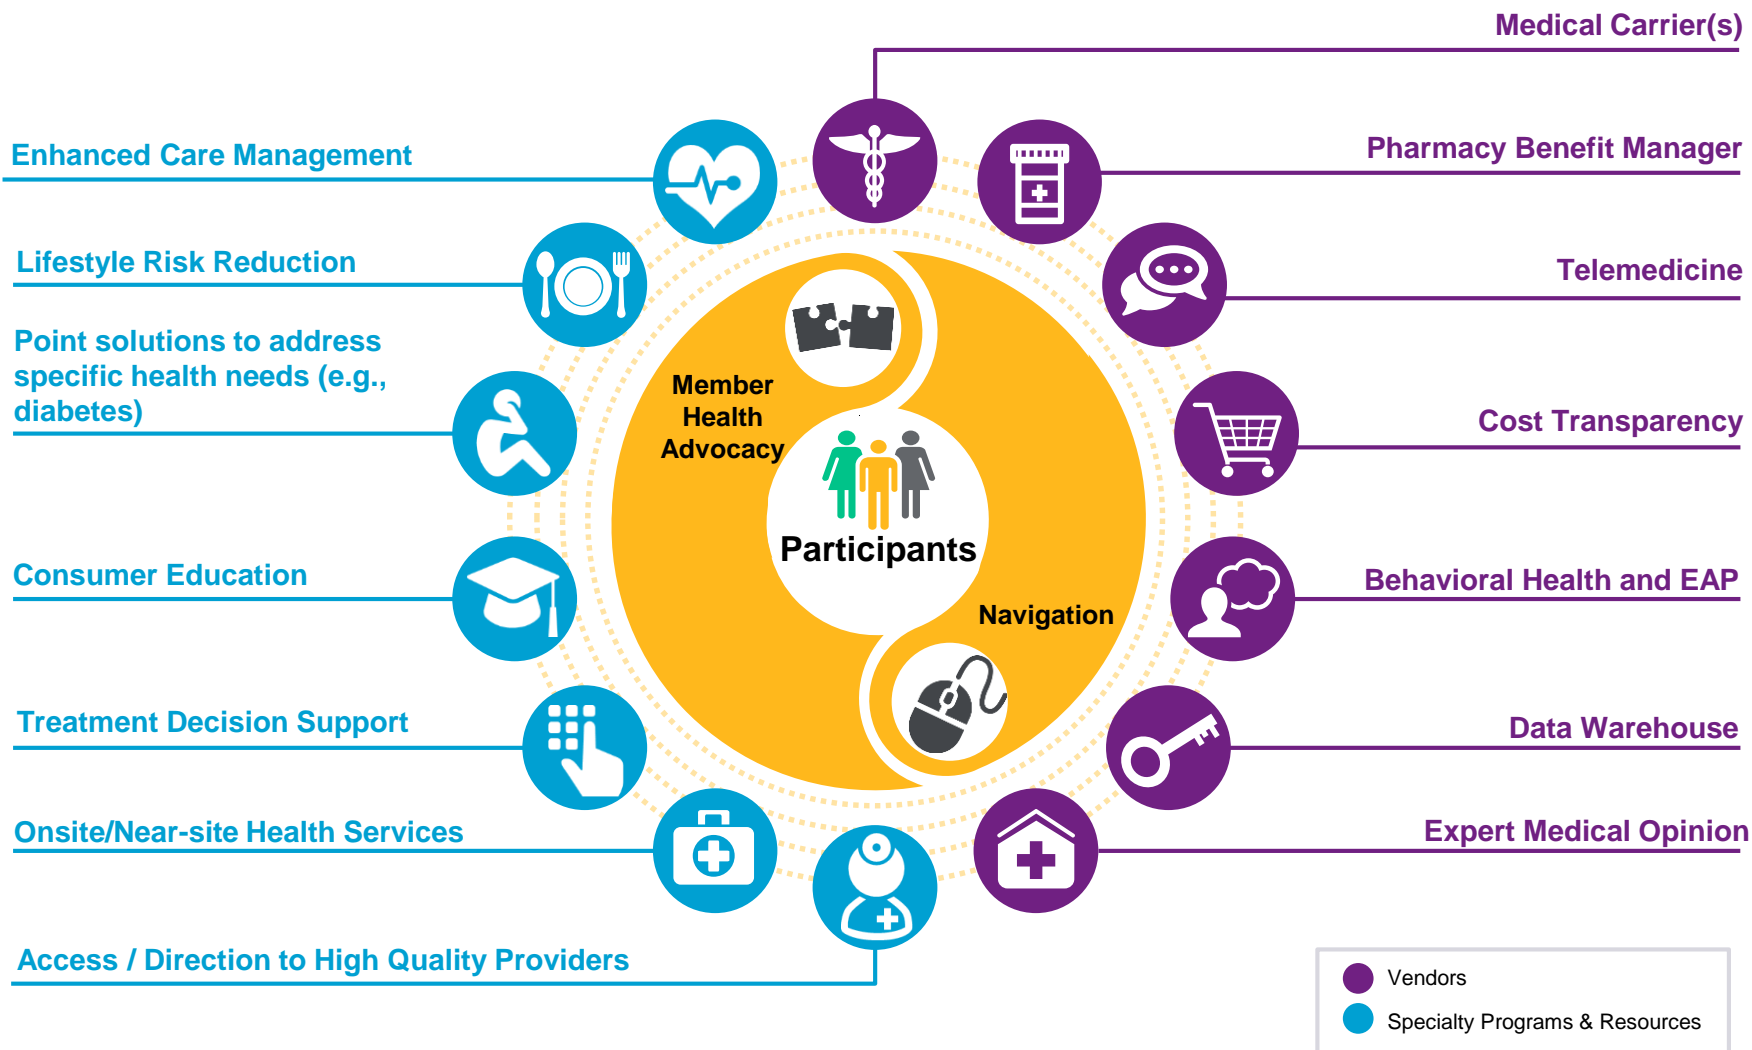 Medical Carrier(s)
Enhanced Care Management
Pharmacy Benefit Manager
Lifestyle Risk Reduction
Telemedicine
Point solutions to address
specific health needs (e.g.,
diabetes)
Member
Health
Advocacy
Cost Transparency
Participants
Consumer Education
Behavioral Health and EAP
Navigation
Treatment Decision Support
Data Warehouse
Onsite/Near-site Health Services
Expert Medical Opinion
Access / Direction to High Quality Providers
Vendors
Specialty Programs & Resources